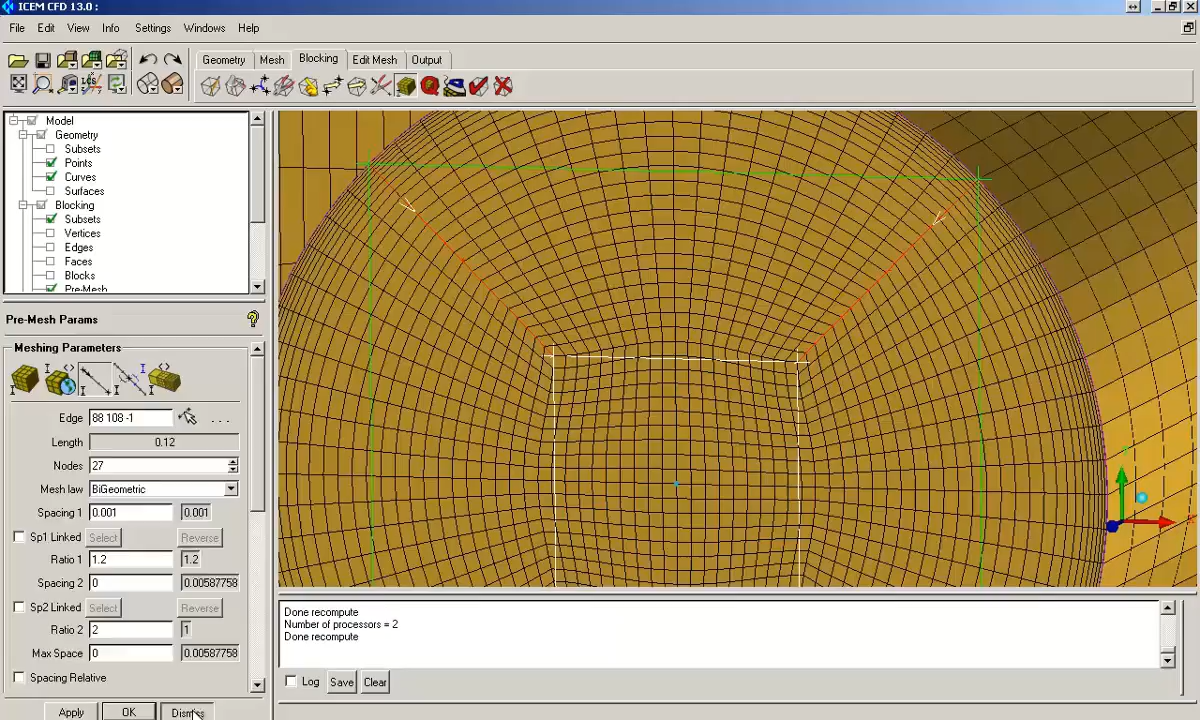 ICEM CFD 13.0 :
File Edit View Info Settings Windows Help
Geometry Mesh Blocking Edit Mesh Output
Model
Geometry
Subsets
Points
Curves
Surfaces
Blocking
Subsets
Vertices
Edges
Faces
Blocks
Pre-Mesh
Pre-Mesh Params
Meshing Parameters
Edge 88 108 -1 . . .
Length 0.12
Nodes 27
Mesh law BiGeometric
Spacing 1 0.001 0.001
Sp1 Linked Select Reverse
Ratio 1 1.2 1.2
Spacing 2 0 0.00587758
Sp2 Linked Select Reverse
Ratio 2 2 1
Max Space 0 0.00587758
Spacing Relative
Apply OK Dismiss
Done recompute
Number of processors = 2
Done recompute
Log Save Clear